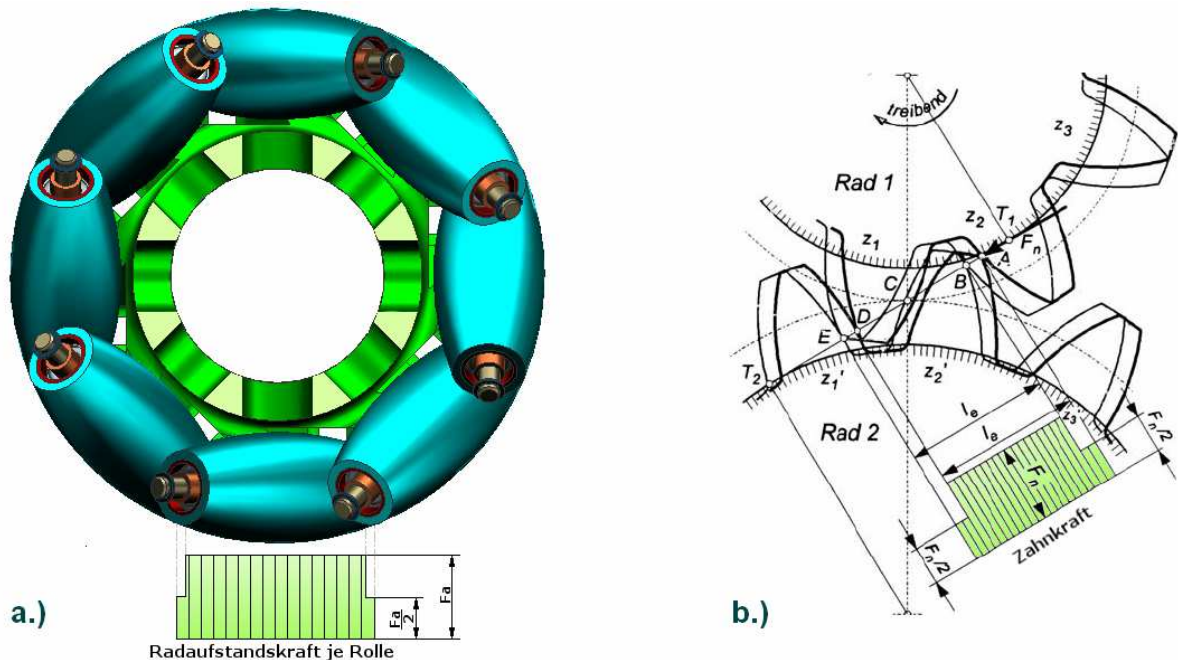 a.)
Fa/2
Fa
Radaufstandskraft je Rolle
b.)
treibend
Rad 1
z₃
z₂
T₁
z₁
Fₙ
A
B
C
D
E
T₂
z₁'
z₂'
z₃'
Rad 2
lₑ
lₑ
Fₙ/2
Fₙ
Fₙ/2
Zahnkraft